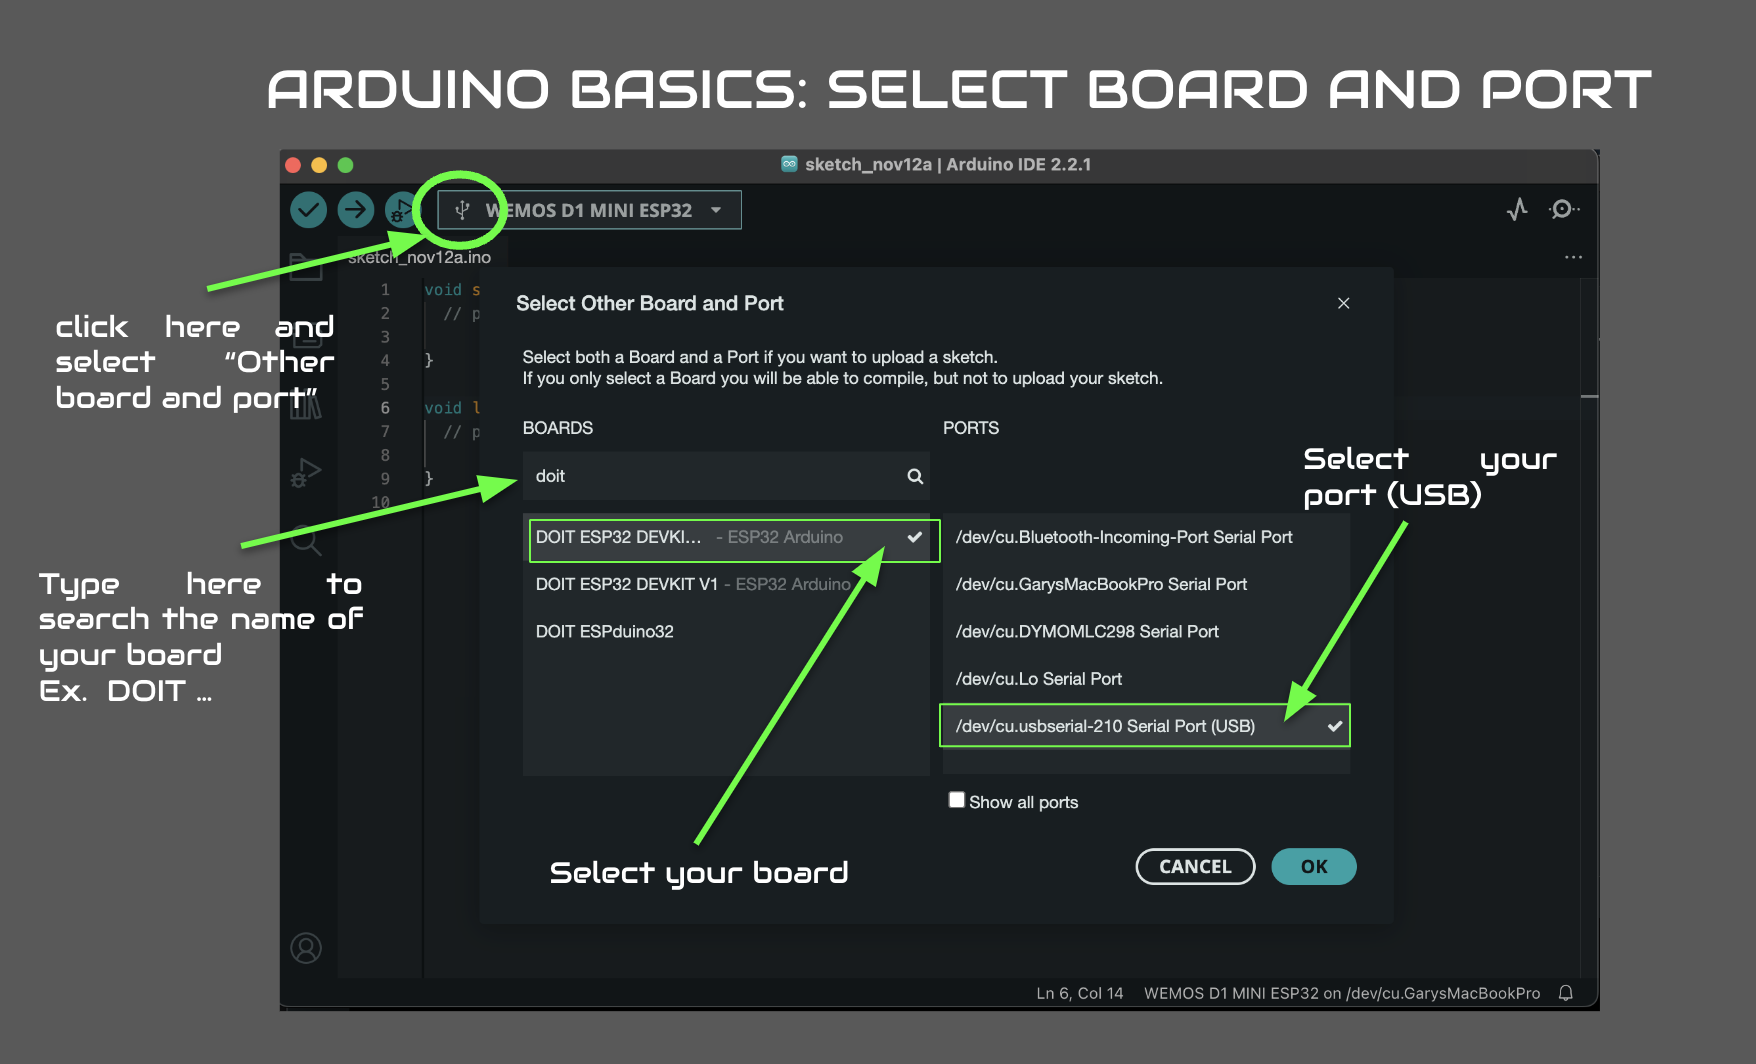 ARDUINO BASICS: SELECT BOARD AND PORT
sketch_nov12a | Arduino IDE 2.2.1
WEMOS D1 MINI ESP32
sketch_nov12a.ino
click here and
select "Other
board and port"
1 void s
2 // p
3
4 }
5
6 void l
7 // p
8
9 }
10
Select Other Board and Port
Select both a Board and a Port if you want to upload a sketch.
If you only select a Board you will be able to compile, but not to upload your sketch.
BOARDS
doit
DOIT ESP32 DEVKI... - ESP32 Arduino
DOIT ESP32 DEVKIT V1 - ESP32 Arduino
DOIT ESPduino32
PORTS
Select your
port (USB)
/dev/cu.Bluetooth-Incoming-Port Serial Port
/dev/cu.GarysMacBookPro Serial Port
/dev/cu.DYMOMLC298 Serial Port
/dev/cu.Lo Serial Port
/dev/cu.usbserial-210 Serial Port (USB)
Show all ports
Type here to
search the name of
your board
Ex. DOIT ...
Select your board
CANCEL
OK
Ln 6, Col 14
WEMOS D1 MINI ESP32 on /dev/cu.GarysMacBookPro